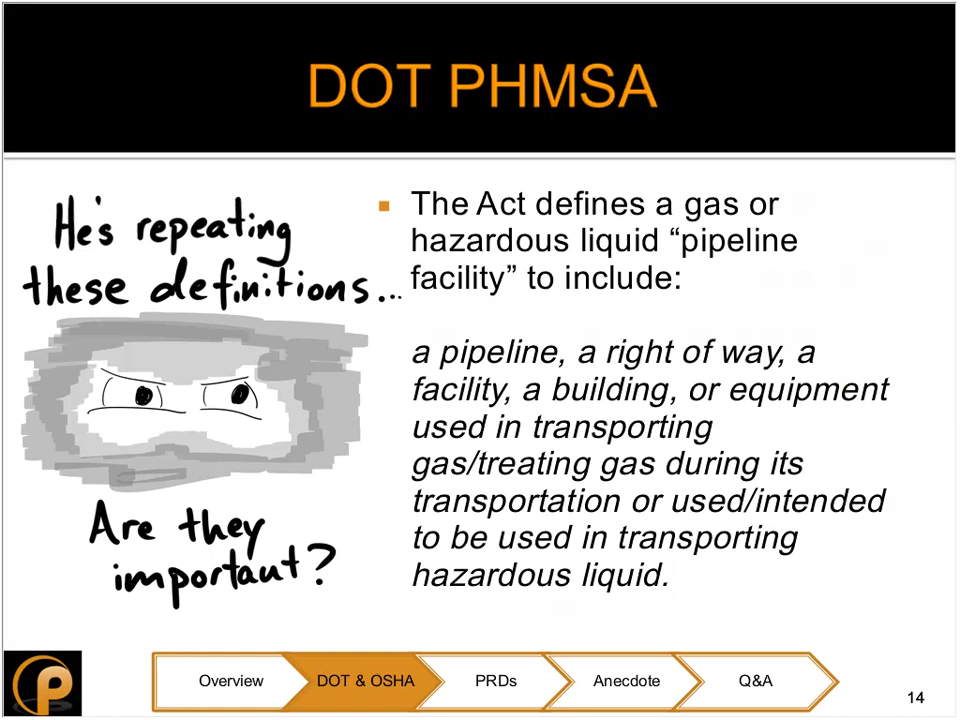 DOT PHMSA
He's repeating
these definitions...
Are they
important?
▪ The Act defines a gas or
hazardous liquid “pipeline
facility” to include:
a pipeline, a right of way, a
facility, a building, or equipment
used in transporting
gas/treating gas during its
transportation or used/intended
to be used in transporting
hazardous liquid.
P
Overview
DOT & OSHA
PRDs
Anecdote
Q&A
14